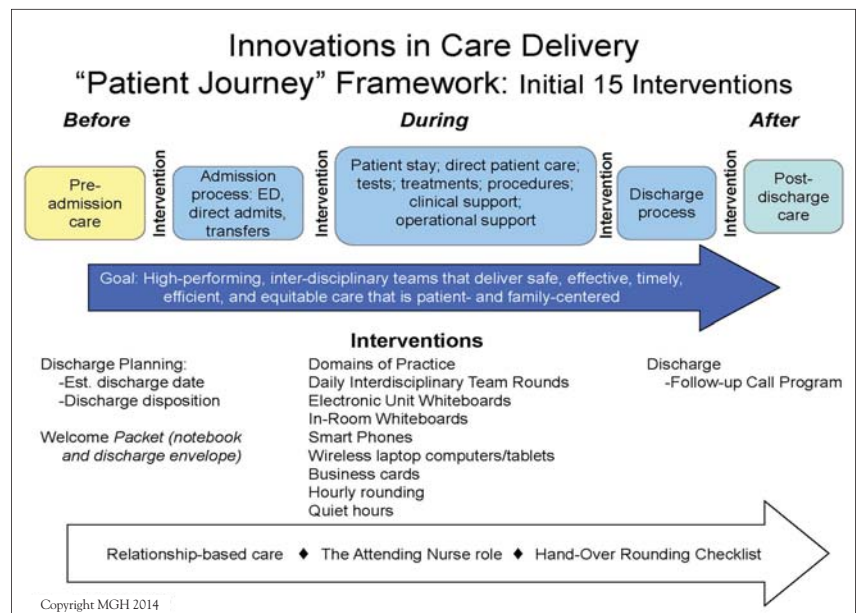 Innovations in Care Delivery
“Patient Journey” Framework: Initial 15 Interventions
Before
During
After
Pre-
admission
care
Intervention
Admission
process: ED,
direct admits,
transfers
Intervention
Patient stay; direct patient care;
tests; treatments; procedures;
clinical support;
operational support
Intervention
Discharge
process
Intervention
Post-
discharge
care
Goal: High-performing, inter-disciplinary teams that deliver safe, effective, timely,
efficient, and equitable care that is patient- and family-centered
Interventions
Discharge Planning:
-Est. discharge date
-Discharge disposition
Welcome Packet (notebook
and discharge envelope)
Domains of Practice
Daily Interdisciplinary Team Rounds
Electronic Unit Whiteboards
In-Room Whiteboards
Smart Phones
Wireless laptop computers/tablets
Business cards
Hourly rounding
Quiet hours
Discharge
-Follow-up Call Program
Relationship-based care ♦ The Attending Nurse role ♦ Hand-Over Rounding Checklist
Copyright MGH 2014